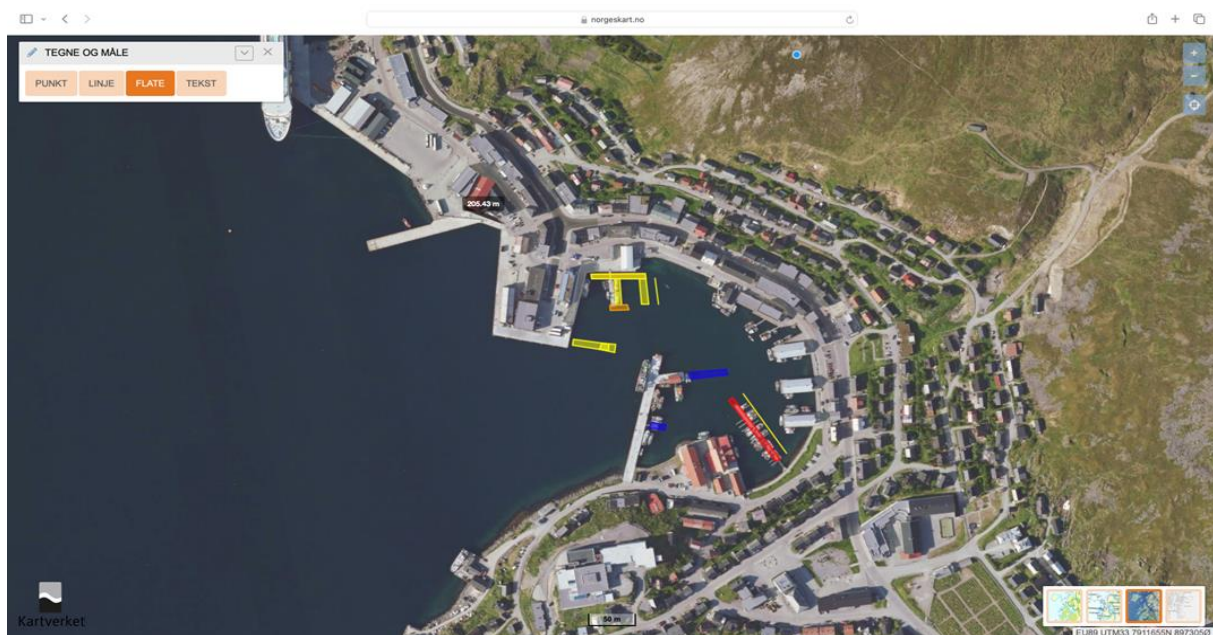 norgeskart.no
TEGNE OG MÅLE
PUNKT LINJE FLATE TEKST
205.43 m
Kartverket
50 m
EU89 UTM33 7911655N 897305Ø